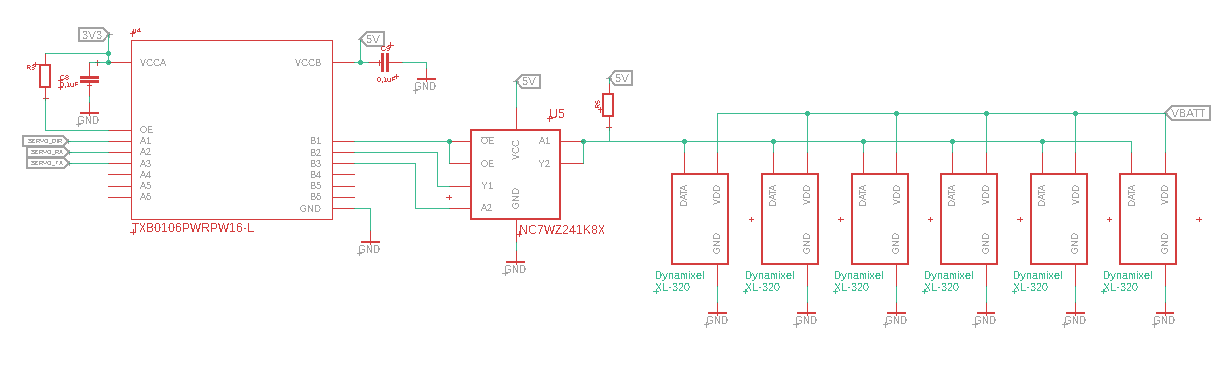 3V3
U4
5V
C9
0,1uF
GND
R3
C8
0,1uF
GND
VCCA
VCCB
OE
SERVO_DIR
SERVO_RX
SERVO_TX
A1
A2
A3
A4
A5
A6
B1
B2
B3
B4
B5
B6
GND
TXB0106PWRPW16-L
GND
5V
U5
OE
OE
Y1
A2
VCC
GND
A1
Y2
NC7WZ241K8X
GND
5V
R6
VBATT
DATA
VDD
GND
DATA
VDD
GND
DATA
VDD
GND
DATA
VDD
GND
DATA
VDD
GND
DATA
VDD
GND
Dynamixel
XL-320
Dynamixel
XL-320
Dynamixel
XL-320
Dynamixel
XL-320
Dynamixel
XL-320
Dynamixel
XL-320
GND
GND
GND
GND
GND
GND